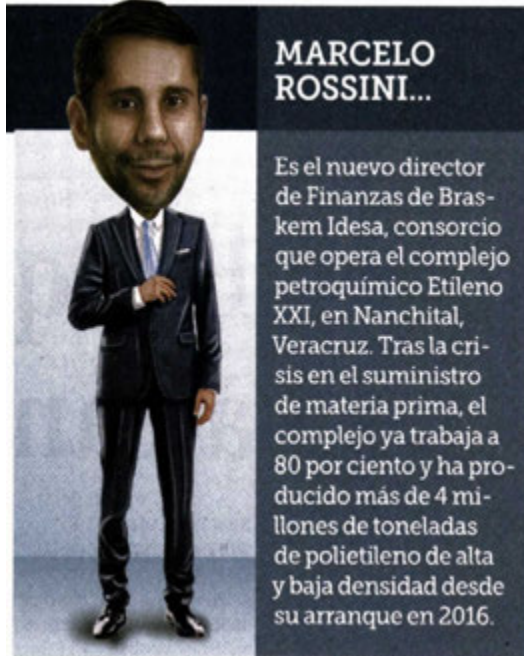 MARCELO
ROSSINI...
Es el nuevo director
de Finanzas de Bras-
kem Idesa, consorcio
que opera el complejo
petroquímico Etileno
XXI, en Nanchital,
Veracruz. Tras la cri-
sis en el suministro
de materia prima, el
complejo ya trabaja a
80 por ciento y ha pro-
ducido más de 4 mi-
llones de toneladas
de polietileno de alta
y baja densidad desde
su arranque en 2016.